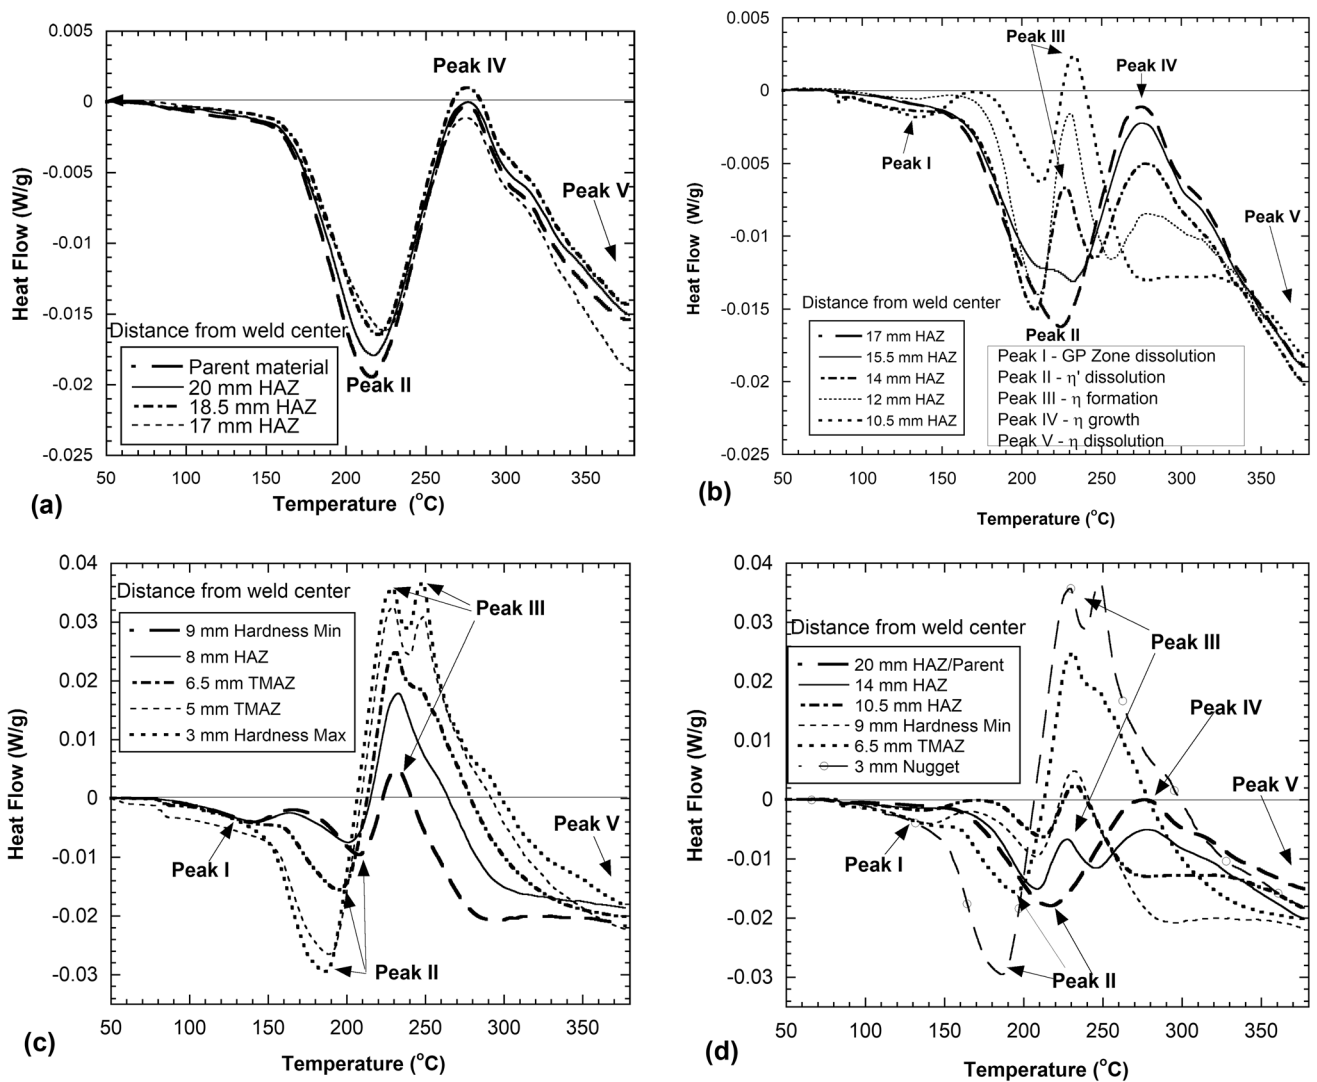 0.005
0
-0.005
-0.01
-0.015
-0.02
-0.025
Heat Flow (W/g)
Peak IV
Peak V
Peak II
Distance from weld center
Parent material
20 mm HAZ
18.5 mm HAZ
17 mm HAZ
50 100 150 200 250 300 350
Temperature (°C)
(a)
0.005
0
-0.005
-0.01
-0.015
-0.02
-0.025
Heat Flow (W/g)
Peak III
Peak IV
Peak I
Peak V
Peak II
Distance from weld center
17 mm HAZ
15.5 mm HAZ
14 mm HAZ
12 mm HAZ
10.5 mm HAZ
Peak I - GP Zone dissolution
Peak II - η' dissolution
Peak III - η formation
Peak IV - η growth
Peak V - η dissolution
50 100 150 200 250 300 350
Temperature (°C)
(b)
0.04
0.03
0.02
0.01
0
-0.01
-0.02
-0.03
Heat Flow (W/g)
Distance from weld center
9 mm Hardness Min
8 mm HAZ
6.5 mm TMAZ
5 mm TMAZ
3 mm Hardness Max
Peak III
Peak I
Peak V
Peak II
50 100 150 200 250 300 350
Temperature (°C)
(c)
0.04
0.03
0.02
0.01
0
-0.01
-0.02
-0.03
Heat Flow (W/g)
Distance from weld center
20 mm HAZ/Parent
14 mm HAZ
10.5 mm HAZ
9 mm Hardness Min
6.5 mm TMAZ
3 mm Nugget
Peak III
Peak IV
Peak V
Peak I
Peak II
50 100 150 200 250 300 350
Temperature (°C)
(d)